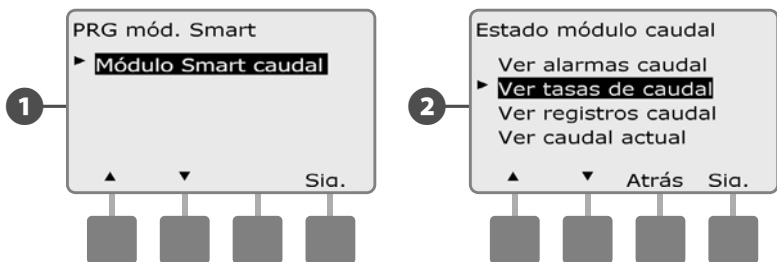 1
PRG mód. Smart
► Módulo Smart caudal
▲ ▼ Sig.
2
Estado módulo caudal
Ver alarmas caudal
► Ver tasas de caudal
Ver registros caudal
Ver caudal actual
▲ ▼ Atrás Sig.